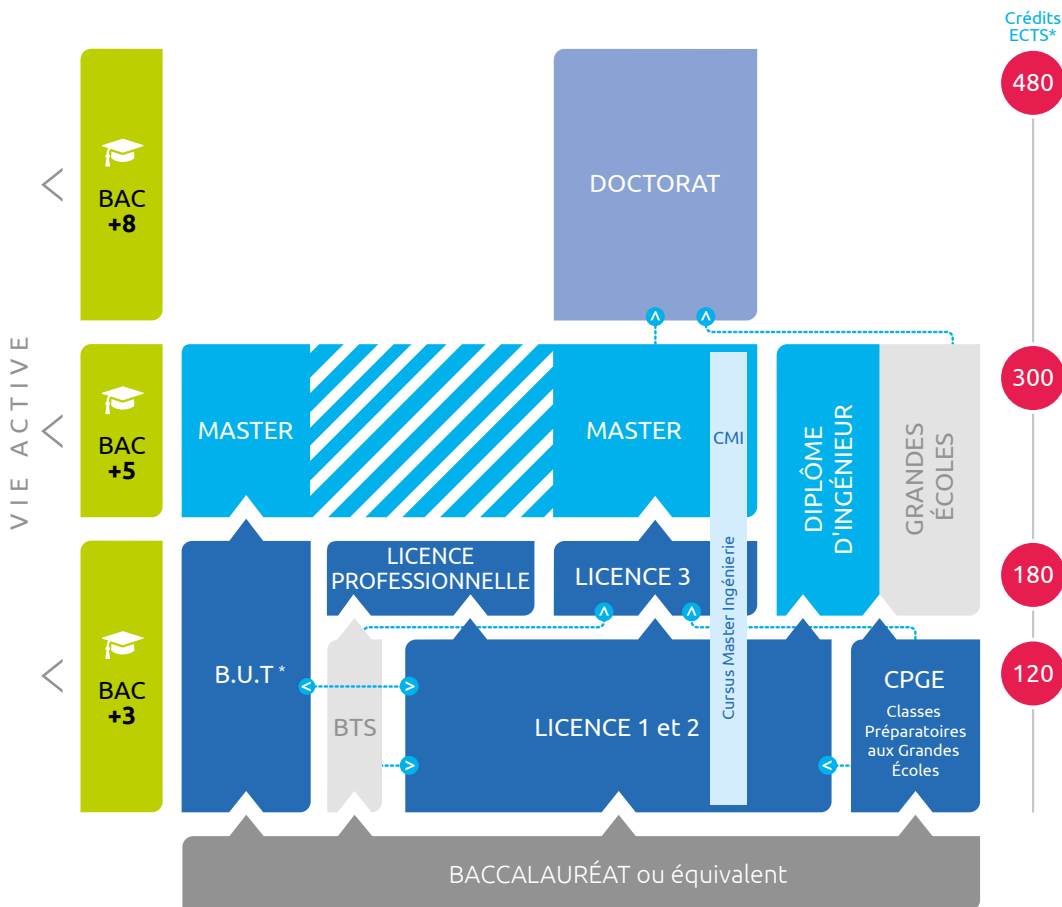 Crédits
ECTS*
480
BAC
+8
DOCTORAT
VIE ACTIVE
300
BAC
+5
MASTER
MASTER
CMI
DIPLÔME
D'INGÉNIEUR
GRANDES
ÉCOLES
LICENCE
PROFESSIONNELLE
LICENCE 3
180
BAC
+3
B.U.T *
BTS
LICENCE 1 et 2
Cursus Master Ingénierie
CPGE
Classes
Préparatoires
aux Grandes
Écoles
120
BACCALAURÉAT ou équivalent